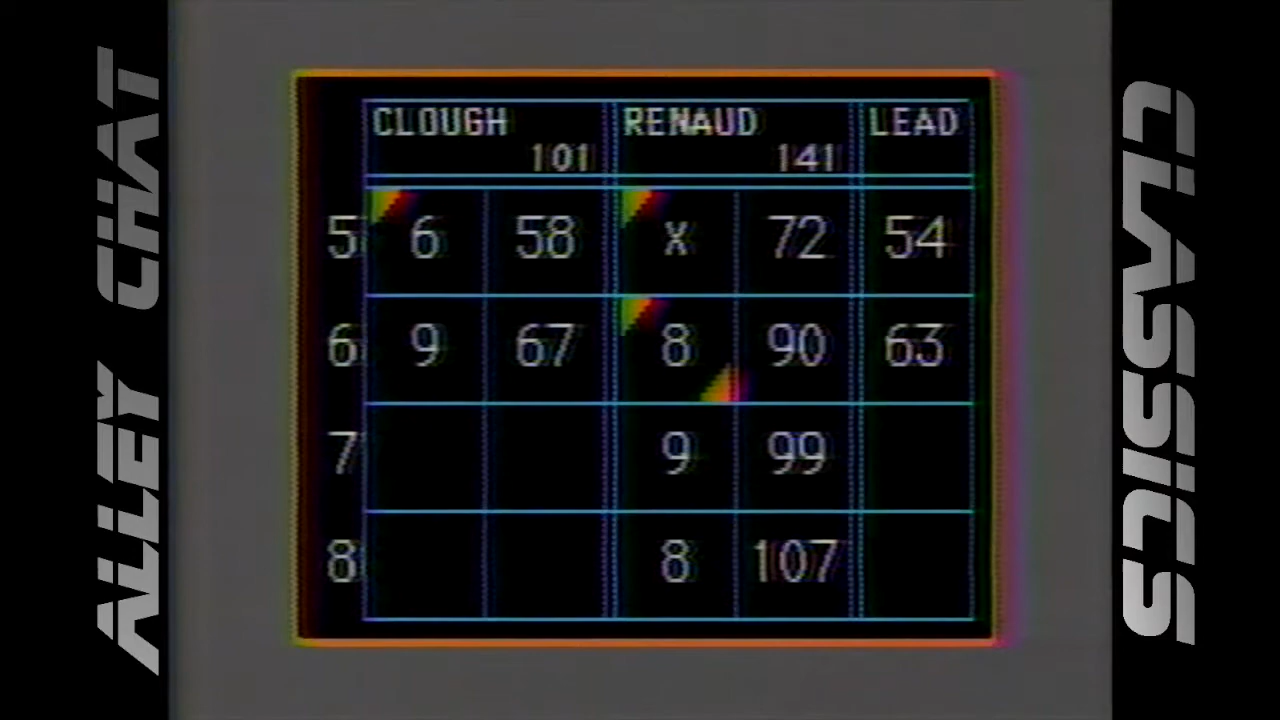 ALLEY CHAT
CLOUGH RENAUD LEAD
101 141
5 6 58 X 72 54
6 9 67 8 90 63
7 9 99
8 8 107
CLASSICS